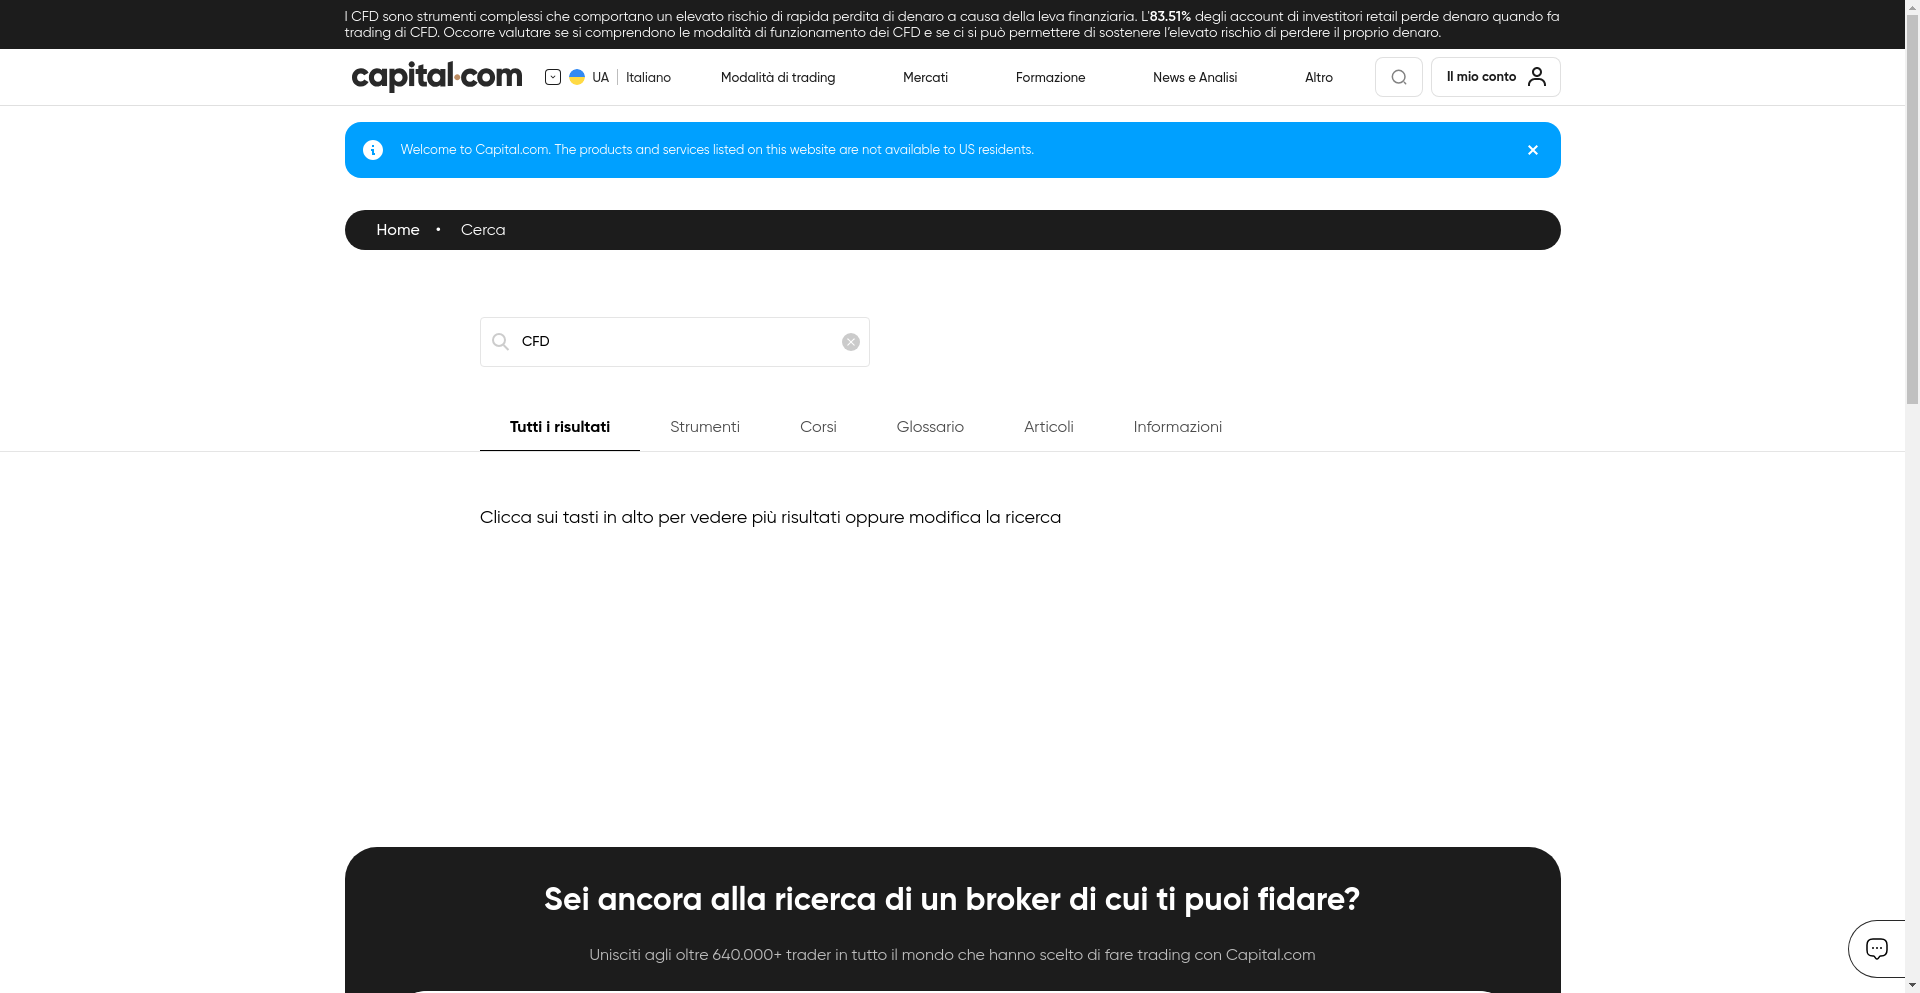 I CFD sono strumenti complessi che comportano un elevato rischio di rapida perdita di denaro a causa della leva finanziaria. L'83.51% degli account di investitori retail perde denaro quando fa
trading di CFD. Occorre valutare se si comprendono le modalità di funzionamento dei CFD e se ci si può permettere di sostenere l'elevato rischio di perdere il proprio denaro.
capital.com
UA
Italiano
Modalità di trading
Mercati
Formazione
News e Analisi
Altro
Il mio conto
Welcome to Capital.com. The products and services listed on this website are not available to US residents.
Home • Cerca
CFD
Tutti i risultati
Strumenti
Corsi
Glossario
Articoli
Informazioni
Clicca sui tasti in alto per vedere più risultati oppure modifica la ricerca
Sei ancora alla ricerca di un broker di cui ti puoi fidare?
Unisciti agli oltre 640.000+ trader in tutto il mondo che hanno scelto di fare trading con Capital.com